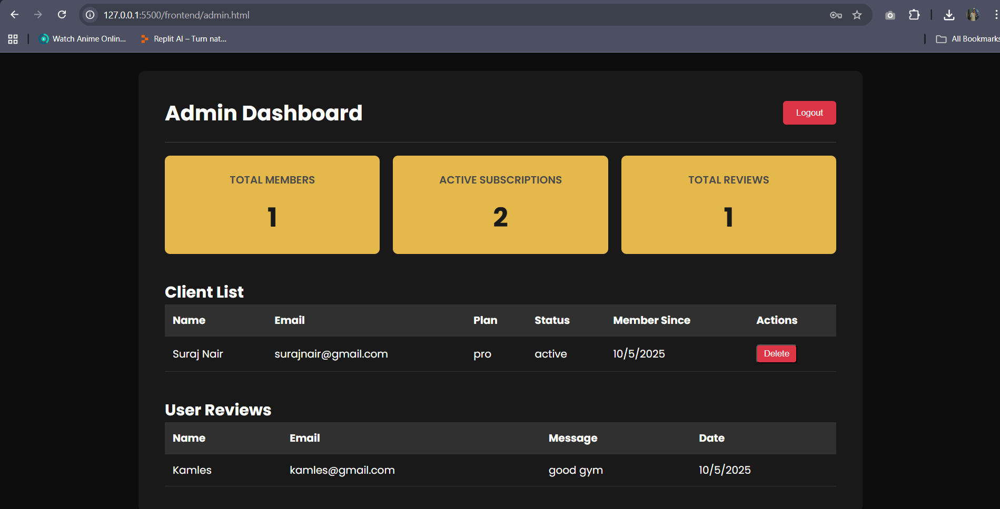 127.0.0.1:5500/frontend/admin.html
Watch Anime Onlin... Replit AI – Turn nat... All Bookmarks
Admin Dashboard Logout
TOTAL MEMBERS ACTIVE SUBSCRIPTIONS TOTAL REVIEWS
1 2 1
Client List
Name Email Plan Status Member Since Actions
Suraj Nair surajnair@gmail.com pro active 10/5/2025 Delete
User Reviews
Name Email Message Date
Kamles kamles@gmail.com good gym 10/5/2025